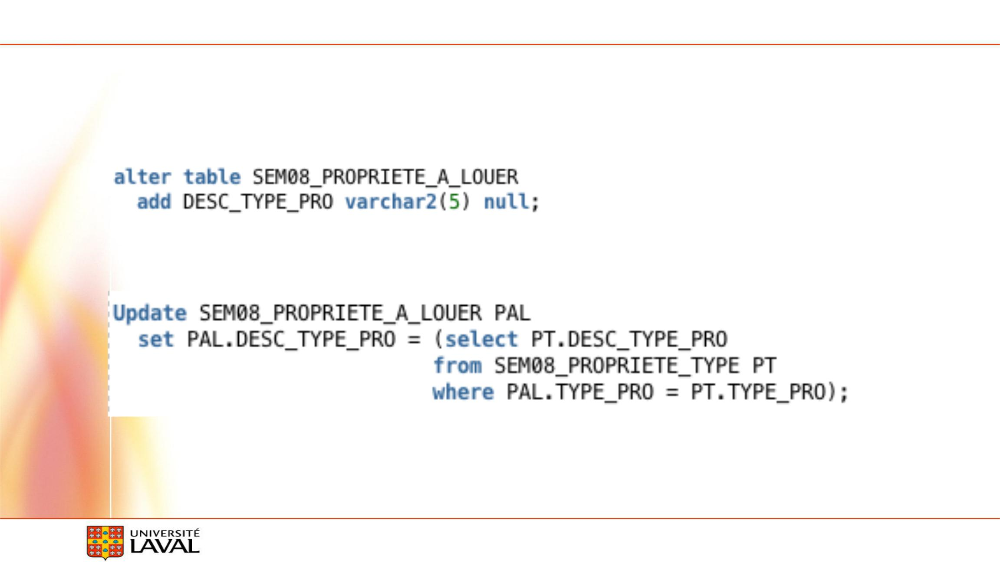 alter table SEM08_PROPRIETE_A_LOUER
add DESC_TYPE_PRO varchar2(5) null;
Update SEM08_PROPRIETE_A_LOUER PAL
set PAL.DESC_TYPE_PRO = (select PT.DESC_TYPE_PRO
from SEM08_PROPRIETE_TYPE PT
where PAL.TYPE_PRO = PT.TYPE_PRO);
UNIVERSITÉ
LAVAL